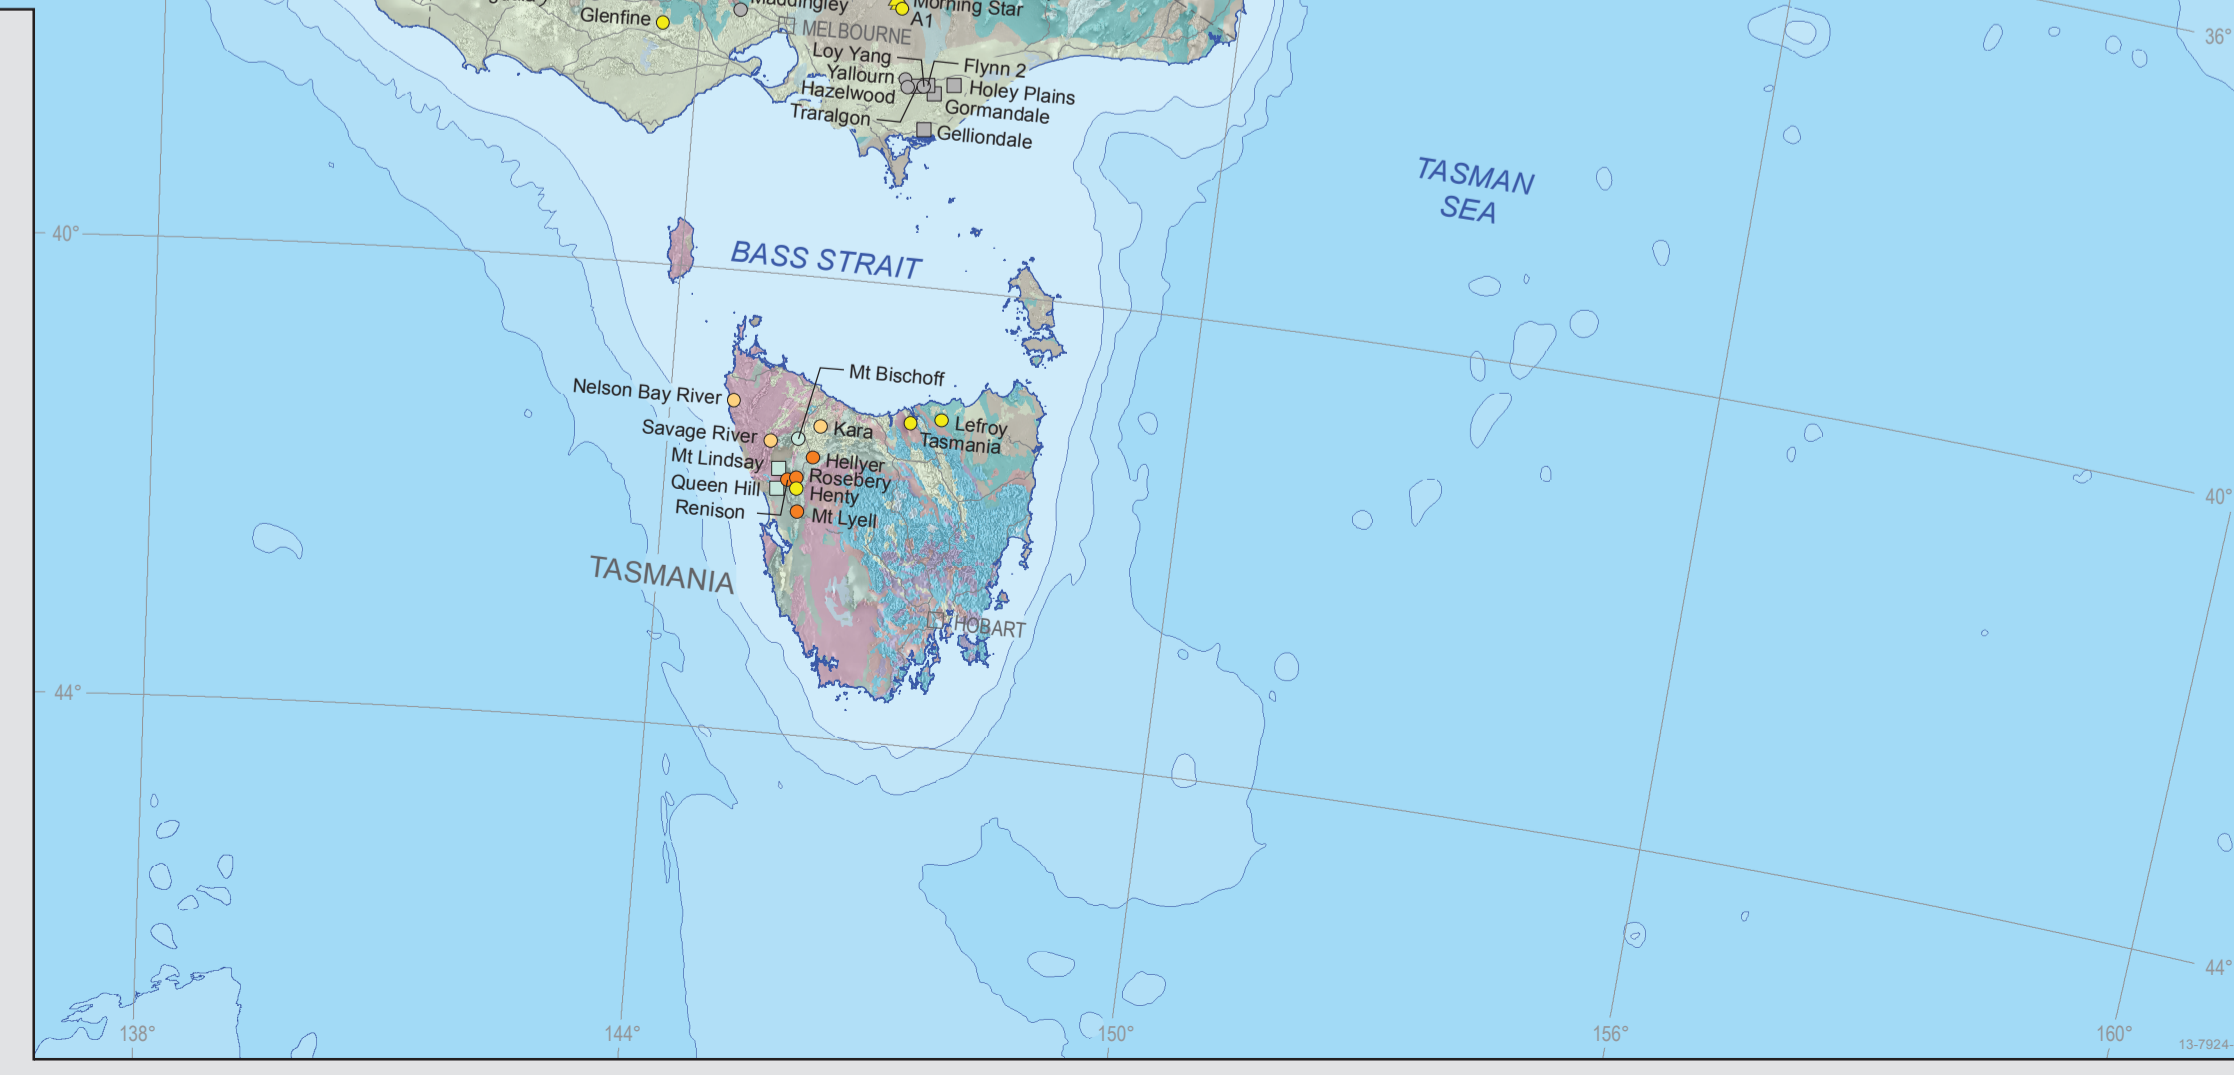 Maddingley
Morning Star
Glenfine
A1
MELBOURNE
Loy Yang
Yallourn
Flynn 2
Hazelwood
Holey Plains
Traralgon
Gormandale
Gelliondale
36°
TASMAN
SEA
40°
BASS STRAIT
Mt Bischoff
Nelson Bay River
Savage River
Kara
Lefroy
Tasmania
Mt Lindsay
Hellyer
Queen Hill
Rosebery
Henty
Renison
Mt Lyell
40°
TASMANIA
HOBART
44°
44°
138°
144°
150°
156°
160°
13-7924-